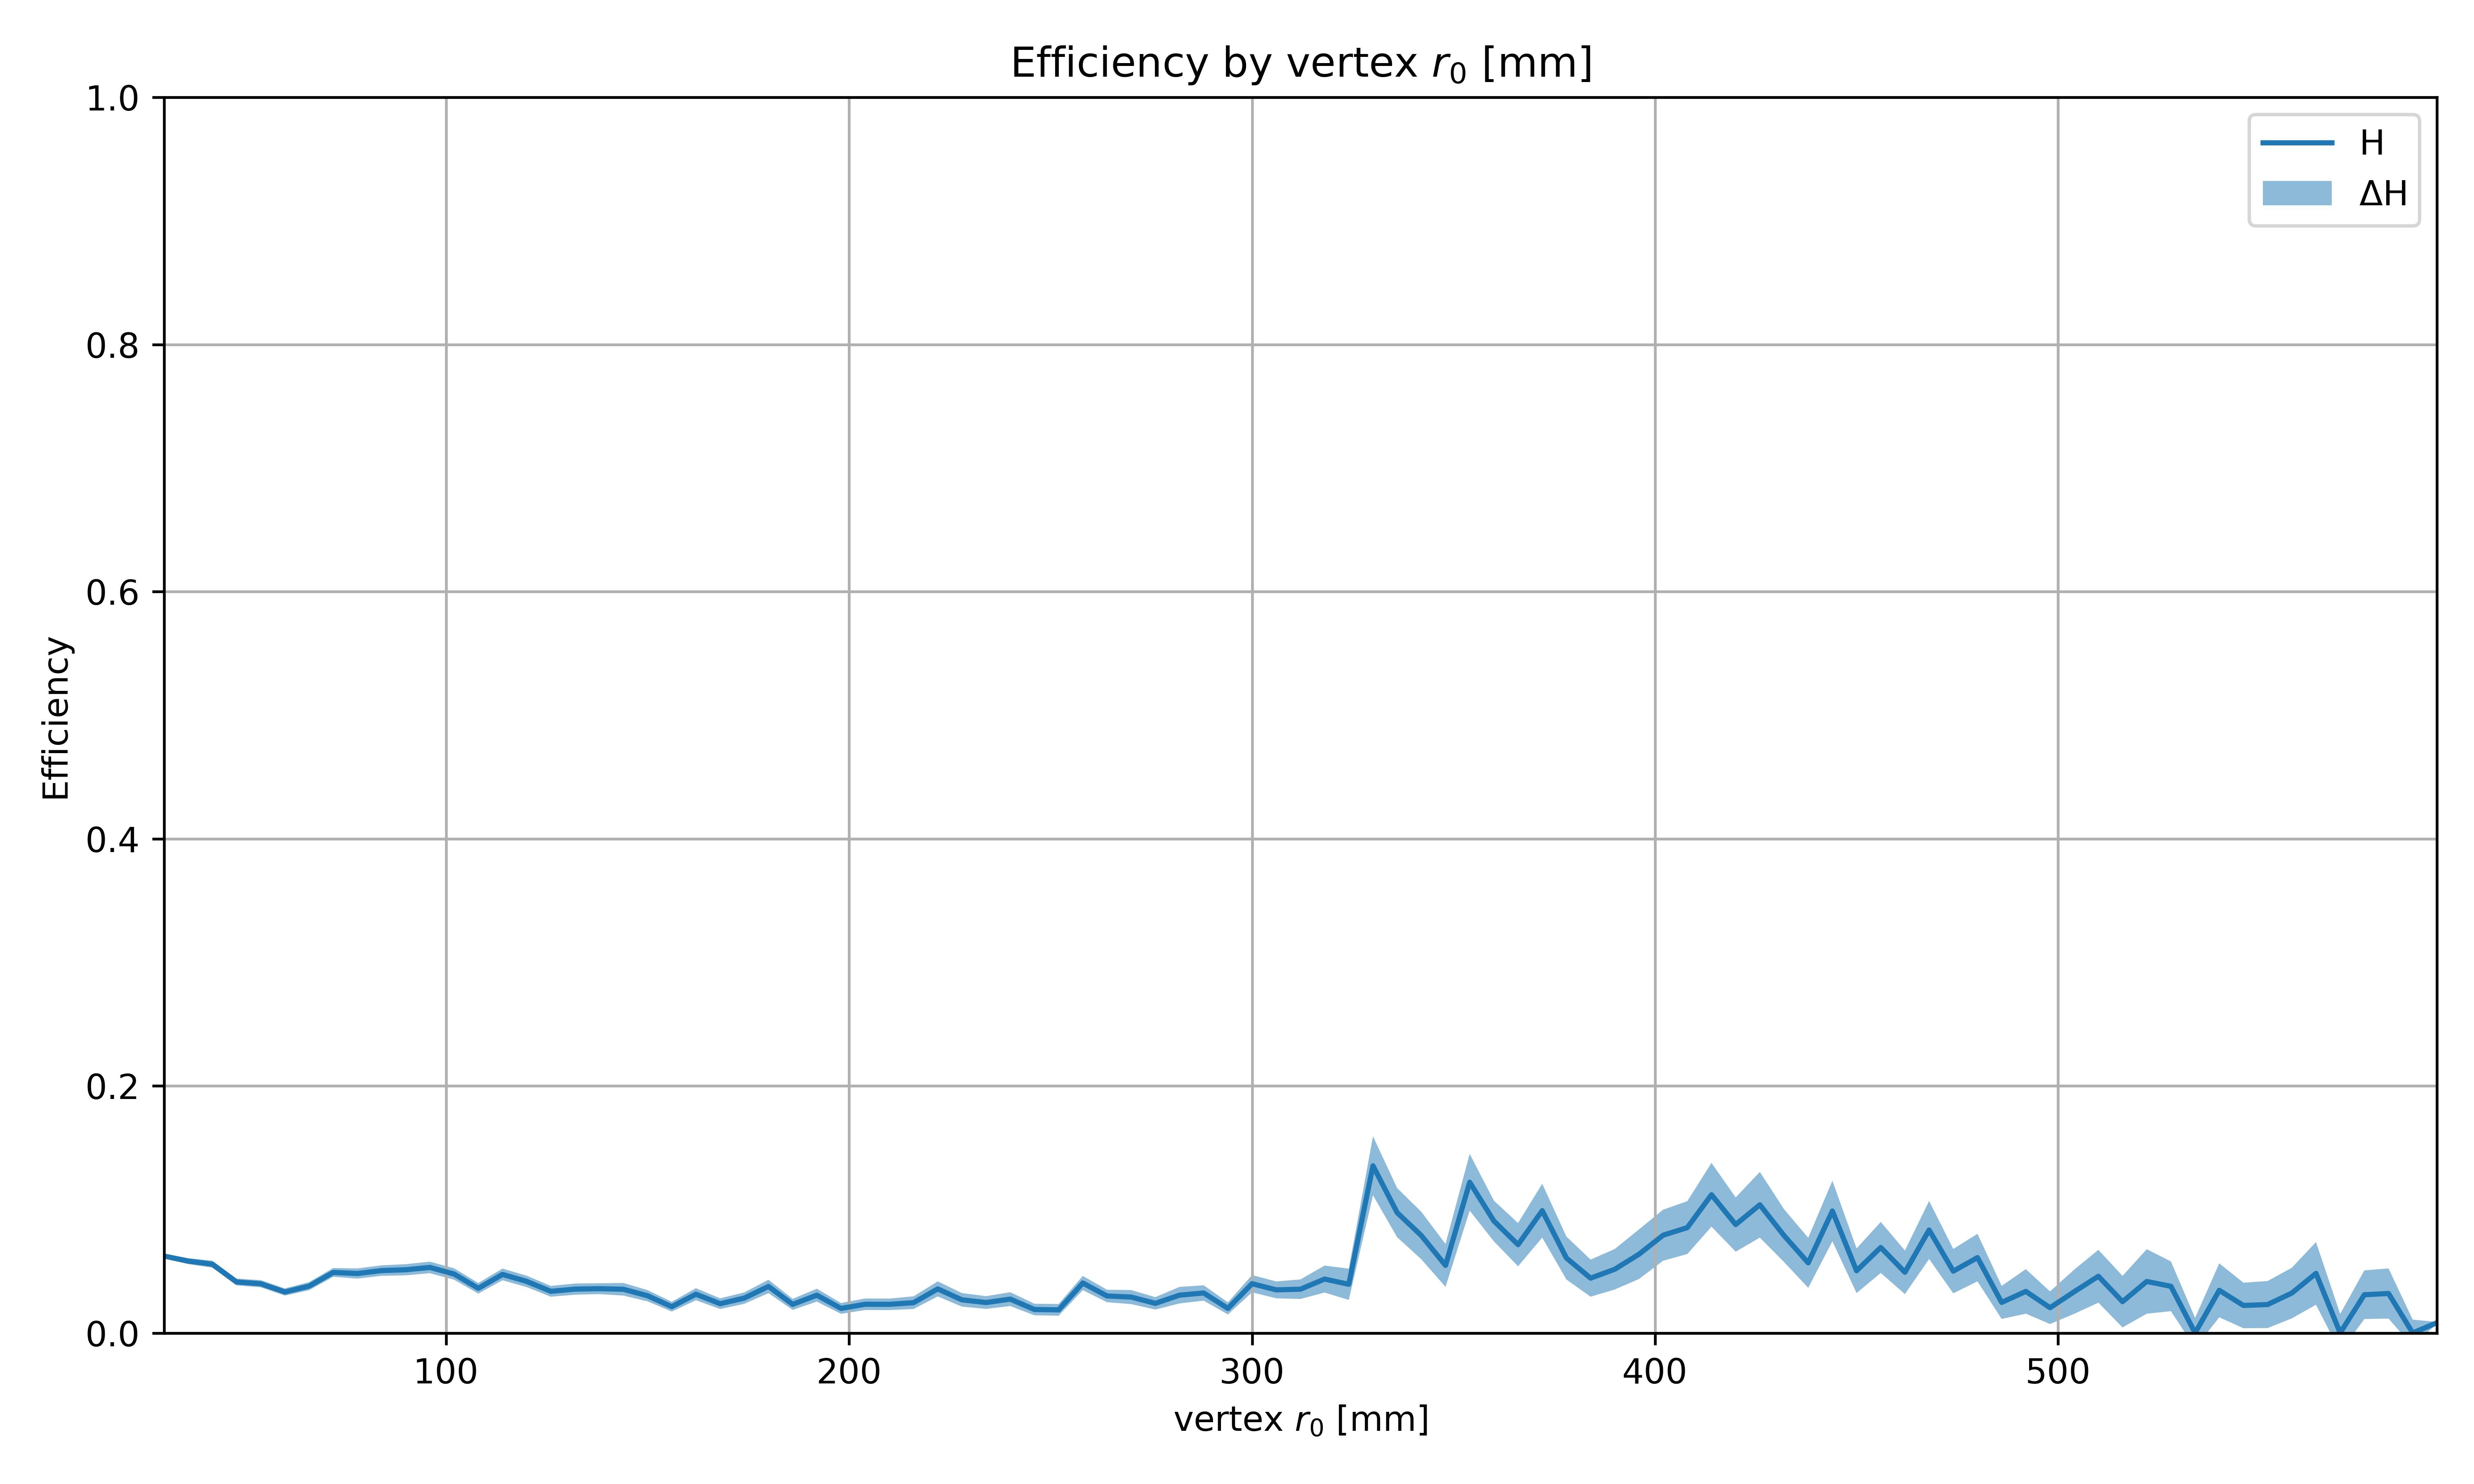 Efficiency by vertex r₀ [mm]
1.0
0.8
0.6
0.4
0.2
0.0
Efficiency
H
ΔH
100
200
300
400
500
vertex r₀ [mm]